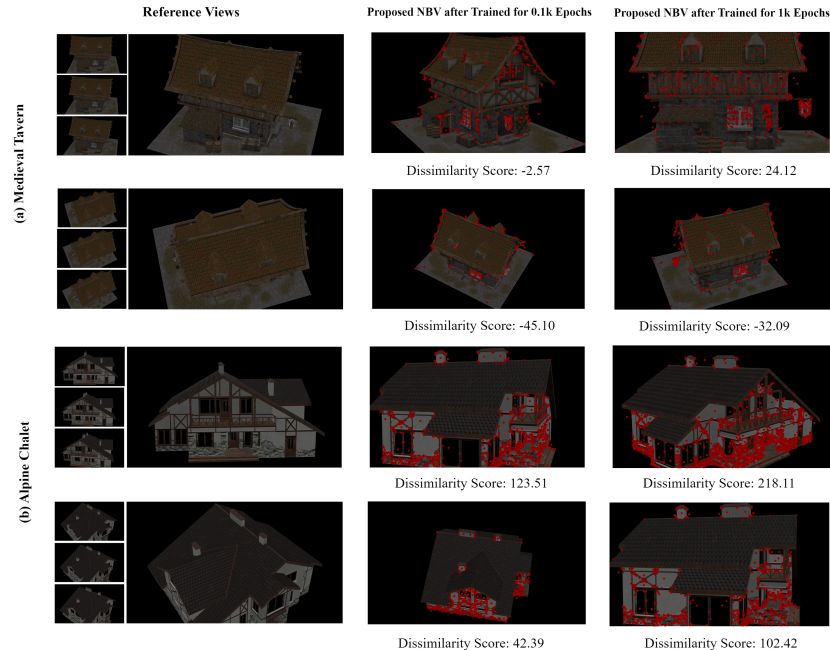 Reference Views
Proposed NBV after Trained for 0.1k Epochs
Proposed NBV after Trained for 1k Epochs
(a) Medieval Tavern
Dissimilarity Score: -2.57
Dissimilarity Score: 24.12
Dissimilarity Score: -45.10
Dissimilarity Score: -32.09
(b) Alpine Chalet
Dissimilarity Score: 123.51
Dissimilarity Score: 218.11
Dissimilarity Score: 42.39
Dissimilarity Score: 102.42